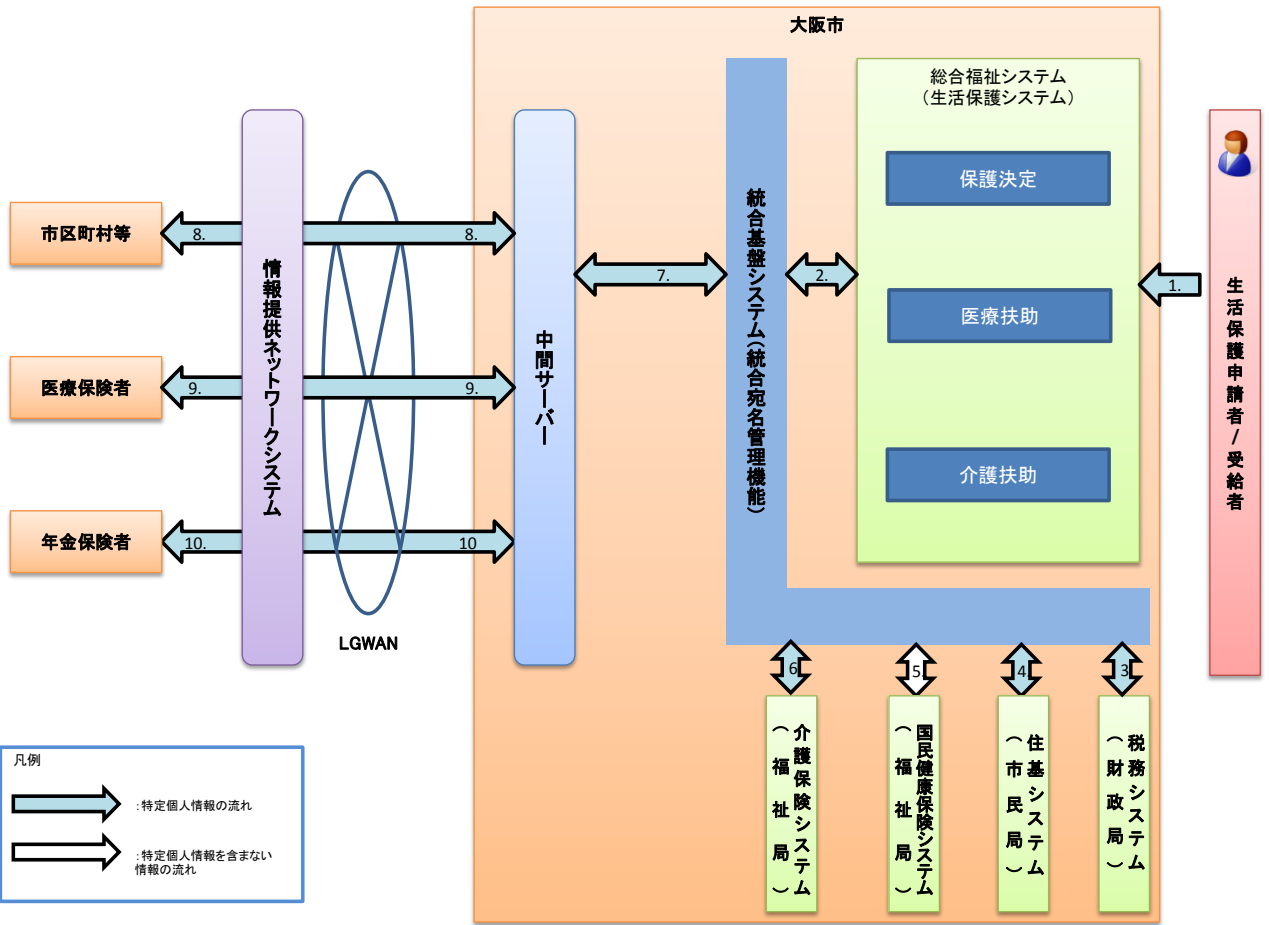 大阪市
総合福祉システム
（生活保護システム）
保護決定
医療扶助
介護扶助
統合基盤システム（統合宛名管理機能）
中間サーバー
情報提供ネットワークシステム
LGWAN
市区町村等
医療保険者
年金保険者
生活保護申請者/受給者
1.
2.
7.
8.
8.
9.
9.
10.
10
6
5.
4
3
介護保険システム
（福祉局）
国民健康保険システム
（福祉局）
住基システム
（市民局）
税務システム
（財政局）
凡例
：特定個人情報の流れ
：特定個人情報を含まない
情報の流れ